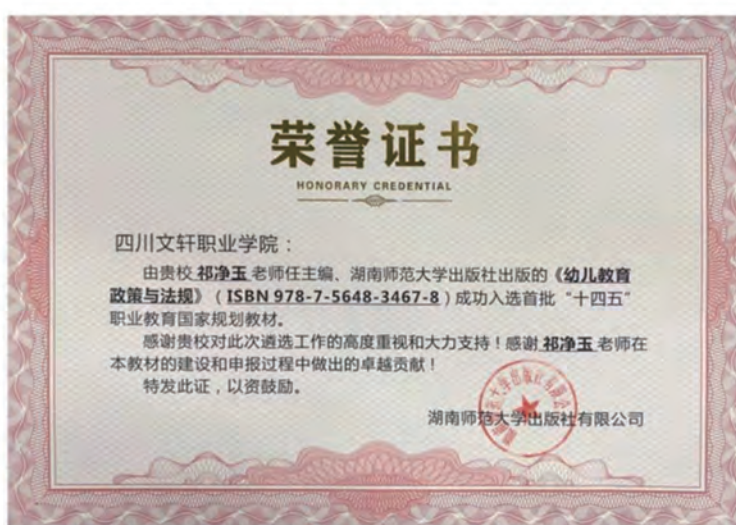 荣誉证书
HONORARY CREDENTIAL
四川文轩职业学院：
由贵校 祁净玉 老师任主编、湖南师范大学出版社出版的《幼儿教育
政策与法规》（ISBN 978-7-5648-3467-8）成功入选首批“十四五”
职业教育国家规划教材。
感谢贵校对此次遴选工作的高度重视和大力支持！感谢 祁净玉 老师在
本教材的建设和申报过程中做出的卓越贡献！
特发此证，以资鼓励。
湖南师范大学出版社有限公司